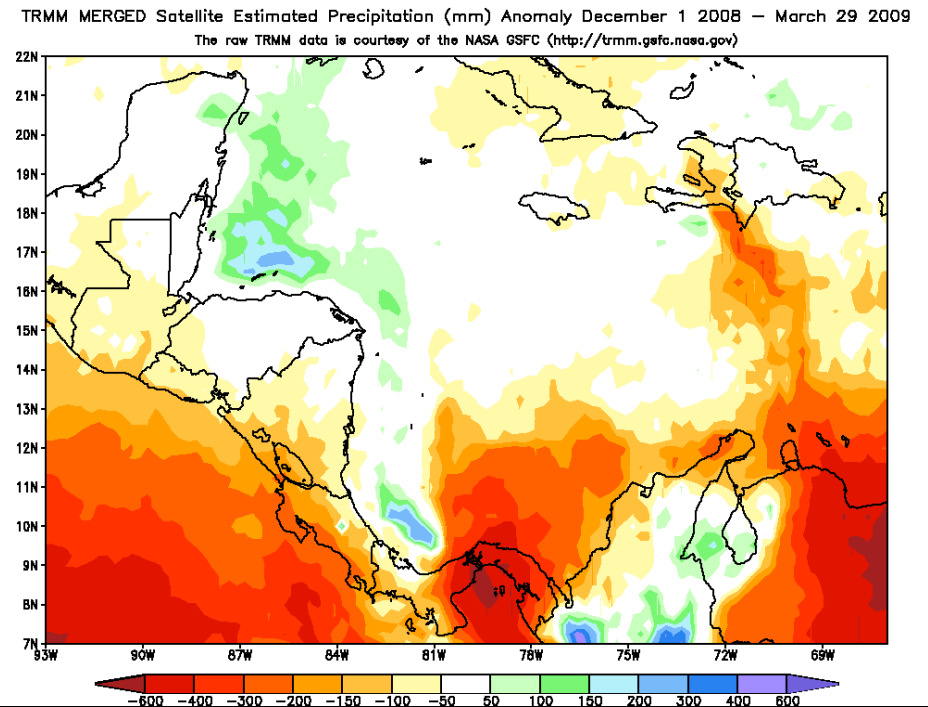 TRMM MERGED Satellite Estimated Precipitation (mm) Anomaly December 1 2008 – March 29 2009
The raw TRMM data is courtesy of the NASA GSFC (http://trmm.gsfc.nasa.gov)
22N
21N
20N
19N
18N
17N
16N
15N
14N
13N
12N
11N
10N
9N
8N
7N
93W 90W 87W 84W 81W 78W 75W 72W 69W
−600 −400 −300 −200 −150 −100 −50 50 100 150 200 300 400 600